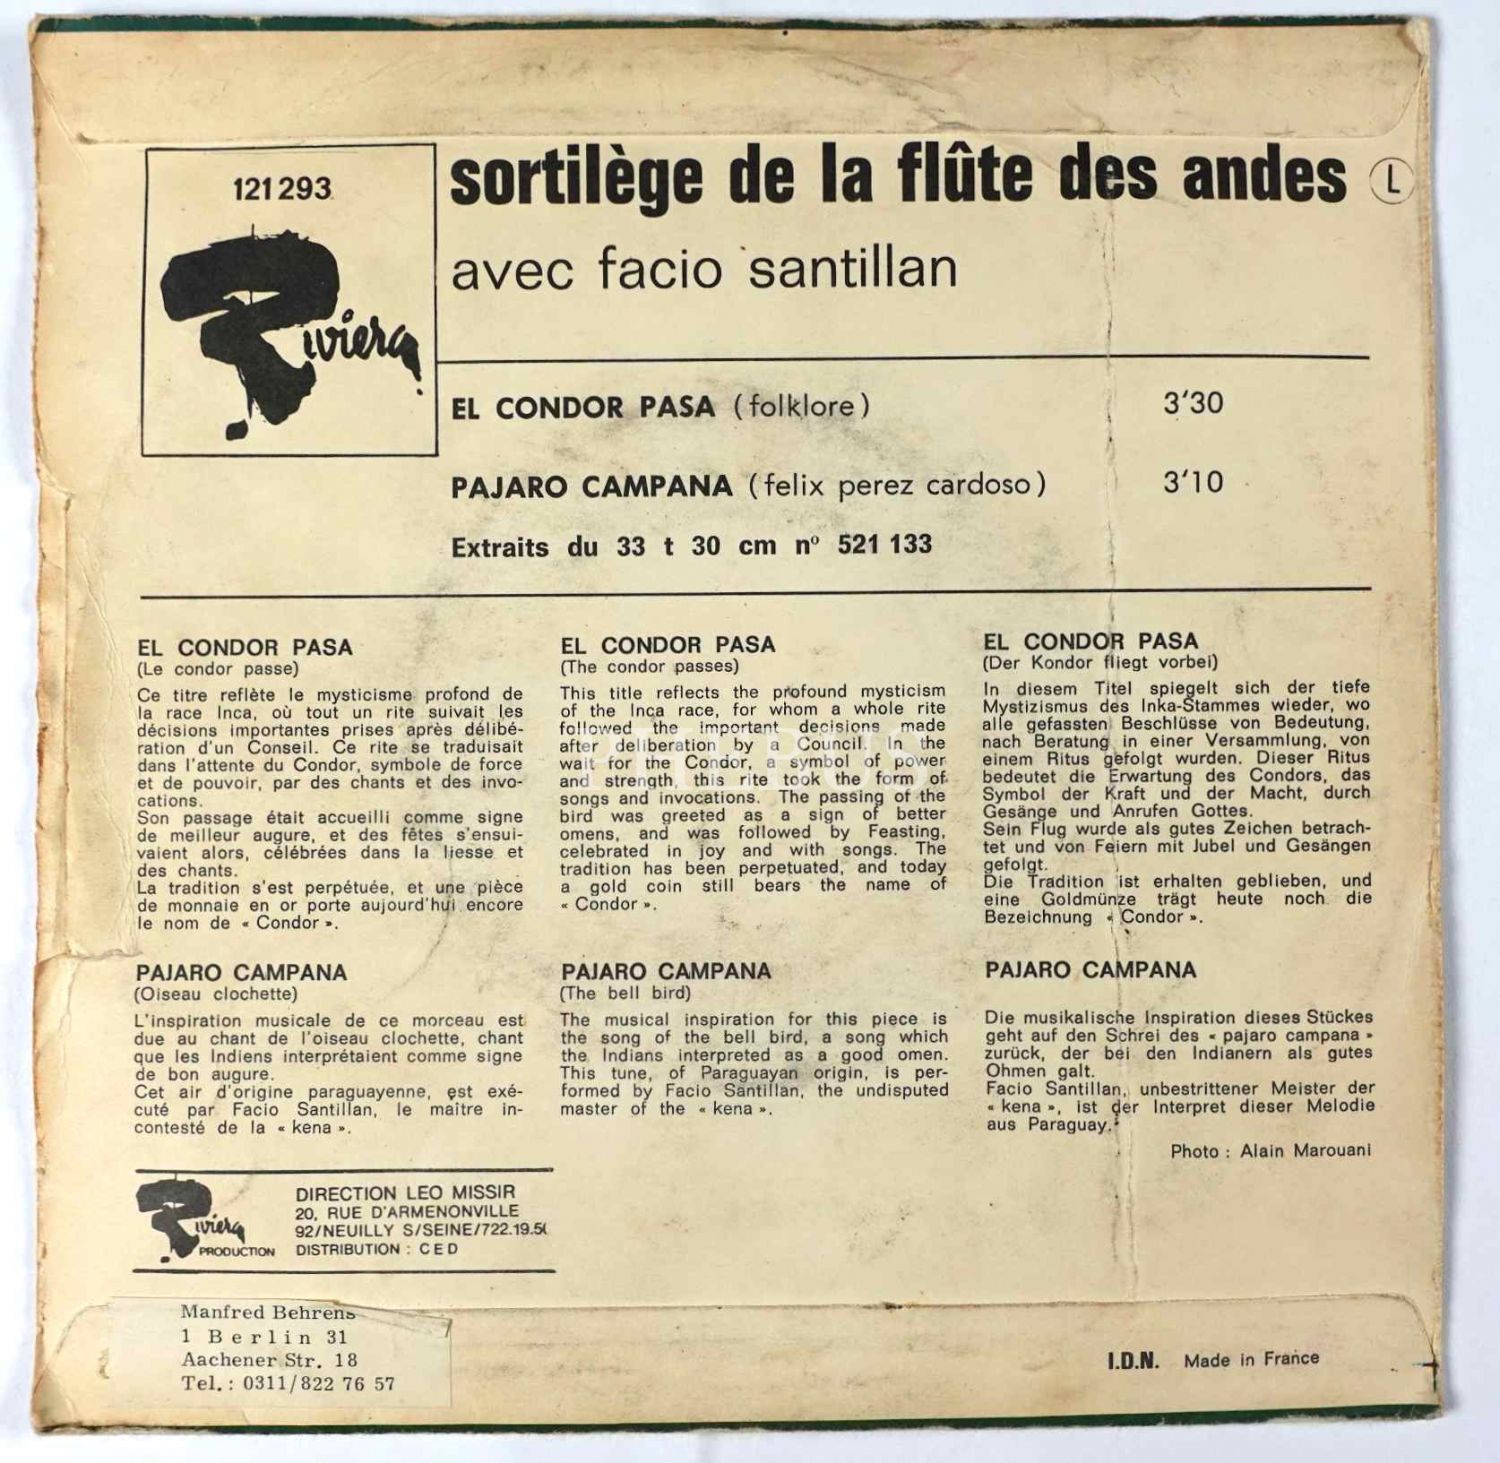 121 293
Riviera
sortilège de la flûte des andes L
avec facio santillan
EL CONDOR PASA (folklore) 3'30
PAJARO CAMPANA (felix perez cardoso) 3'10
Extraits du 33 t 30 cm nº 521 133
EL CONDOR PASA
(Le condor passe)
Ce titre reflète le mysticisme profond de
la race Inca, où tout un rite suivait les
décisions importantes prises après délibé-
ration d'un Conseil. Ce rite se traduisait
dans l'attente du Condor, symbole de force
et de pouvoir, par des chants et des invo-
cations.
Son passage était accueilli comme signe
de meilleur augure, et des fêtes s'ensui-
vaient alors, célébrées dans la liesse et
des chants.
La tradition s'est perpétuée, et une pièce
de monnaie en or porte aujourd'hui encore
le nom de « Condor ».
PAJARO CAMPANA
(Oiseau clochette)
L'inspiration musicale de ce morceau est
due au chant de l'oiseau clochette, chant
que les Indiens interprétaient comme signe
de bon augure.
Cet air d'origine paraguayenne, est exé-
cuté par Facio Santillan, le maître in-
contesté de la « kena ».
EL CONDOR PASA
(The condor passes)
This title reflects the profound mysticism
of the Inca race, for whom a whole rite
followed the important decisions made
after deliberation by a Council. In the
wait for the Condor, a symbol of power
and strength, this rite took the form of
songs and invocations. The passing of the
bird was greeted as a sign of better
omens, and was followed by Feasting,
celebrated in joy and with songs. The
tradition has been perpetuated, and today
a gold coin still bears the name of
« Condor ».
PAJARO CAMPANA
(The bell bird)
The musical inspiration for this piece is
the song of the bell bird, a song which
the Indians interpreted as a good omen.
This tune, of Paraguayan origin, is per-
formed by Facio Santillan, the undisputed
master of the « kena ».
EL CONDOR PASA
(Der Kondor fliegt vorbei)
In diesem Titel spiegelt sich der tiefe
Mystizismus des Inka-Stammes wieder, wo
alle gefassten Beschlüsse von Bedeutung,
nach Beratung in einer Versammlung, von
einem Ritus gefolgt wurden. Dieser Ritus
bedeutet die Erwartung des Condors, das
Symbol der Kraft und der Macht, durch
Gesänge und Anrufen Gottes.
Sein Flug wurde als gutes Zeichen betrach-
tet und von Feiern mit Jubel und Gesängen
gefolgt.
Die Tradition ist erhalten geblieben, und
eine Goldmünze trägt heute noch die
Bezeichnung « Condor ».
PAJARO CAMPANA
Die musikalische Inspiration dieses Stückes
geht auf den Schrei des « pajaro campana »
zurück, der bei den Indianern als gutes
Ohmen galt.
Facio Santillan, unbestrittener Meister der
« kena », ist der Interpret dieser Melodie
aus Paraguay.
Photo : Alain Marouani
Riviera
PRODUCTION
DIRECTION LEO MISSIR
20, RUE D'ARMENONVILLE
92/NEUILLY S/SEINE/722.19.5
DISTRIBUTION : CED
Manfred Behrens
1 Berlin 31
Aachener Str. 18
Tel.: 0311/822 76 57
I.D.N. Made in France